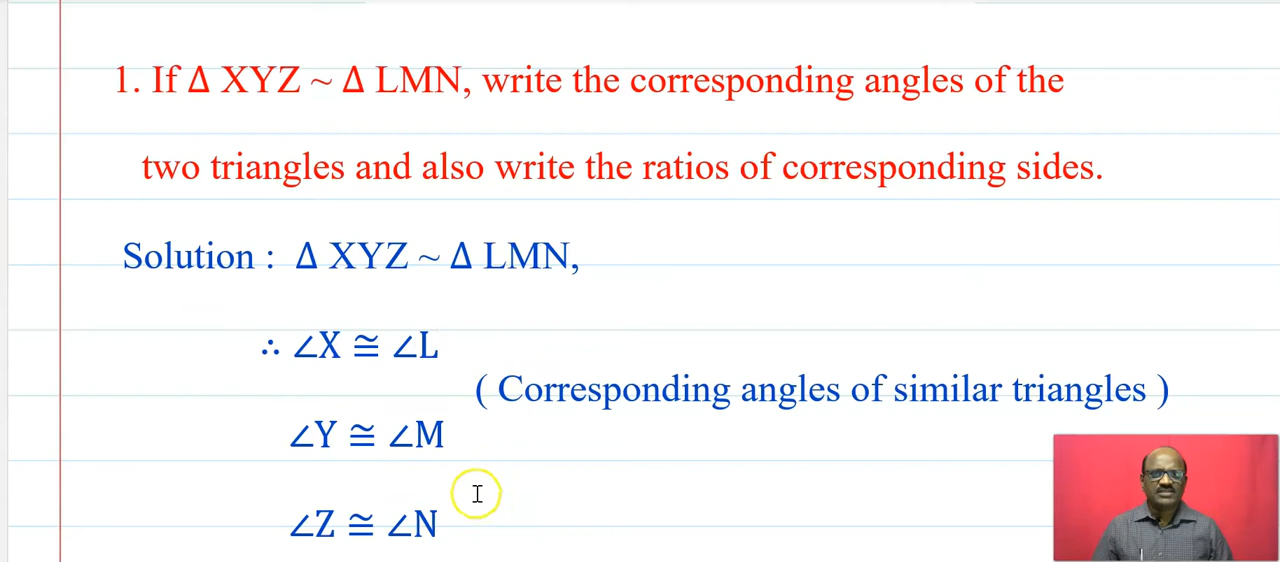 1. If Δ XYZ ~ Δ LMN, write the corresponding angles of the
two triangles and also write the ratios of corresponding sides.
Solution : Δ XYZ ~ Δ LMN,
∴ ∠X ≅ ∠L
( Corresponding angles of similar triangles )
∠Y ≅ ∠M
∠Z ≅ ∠N